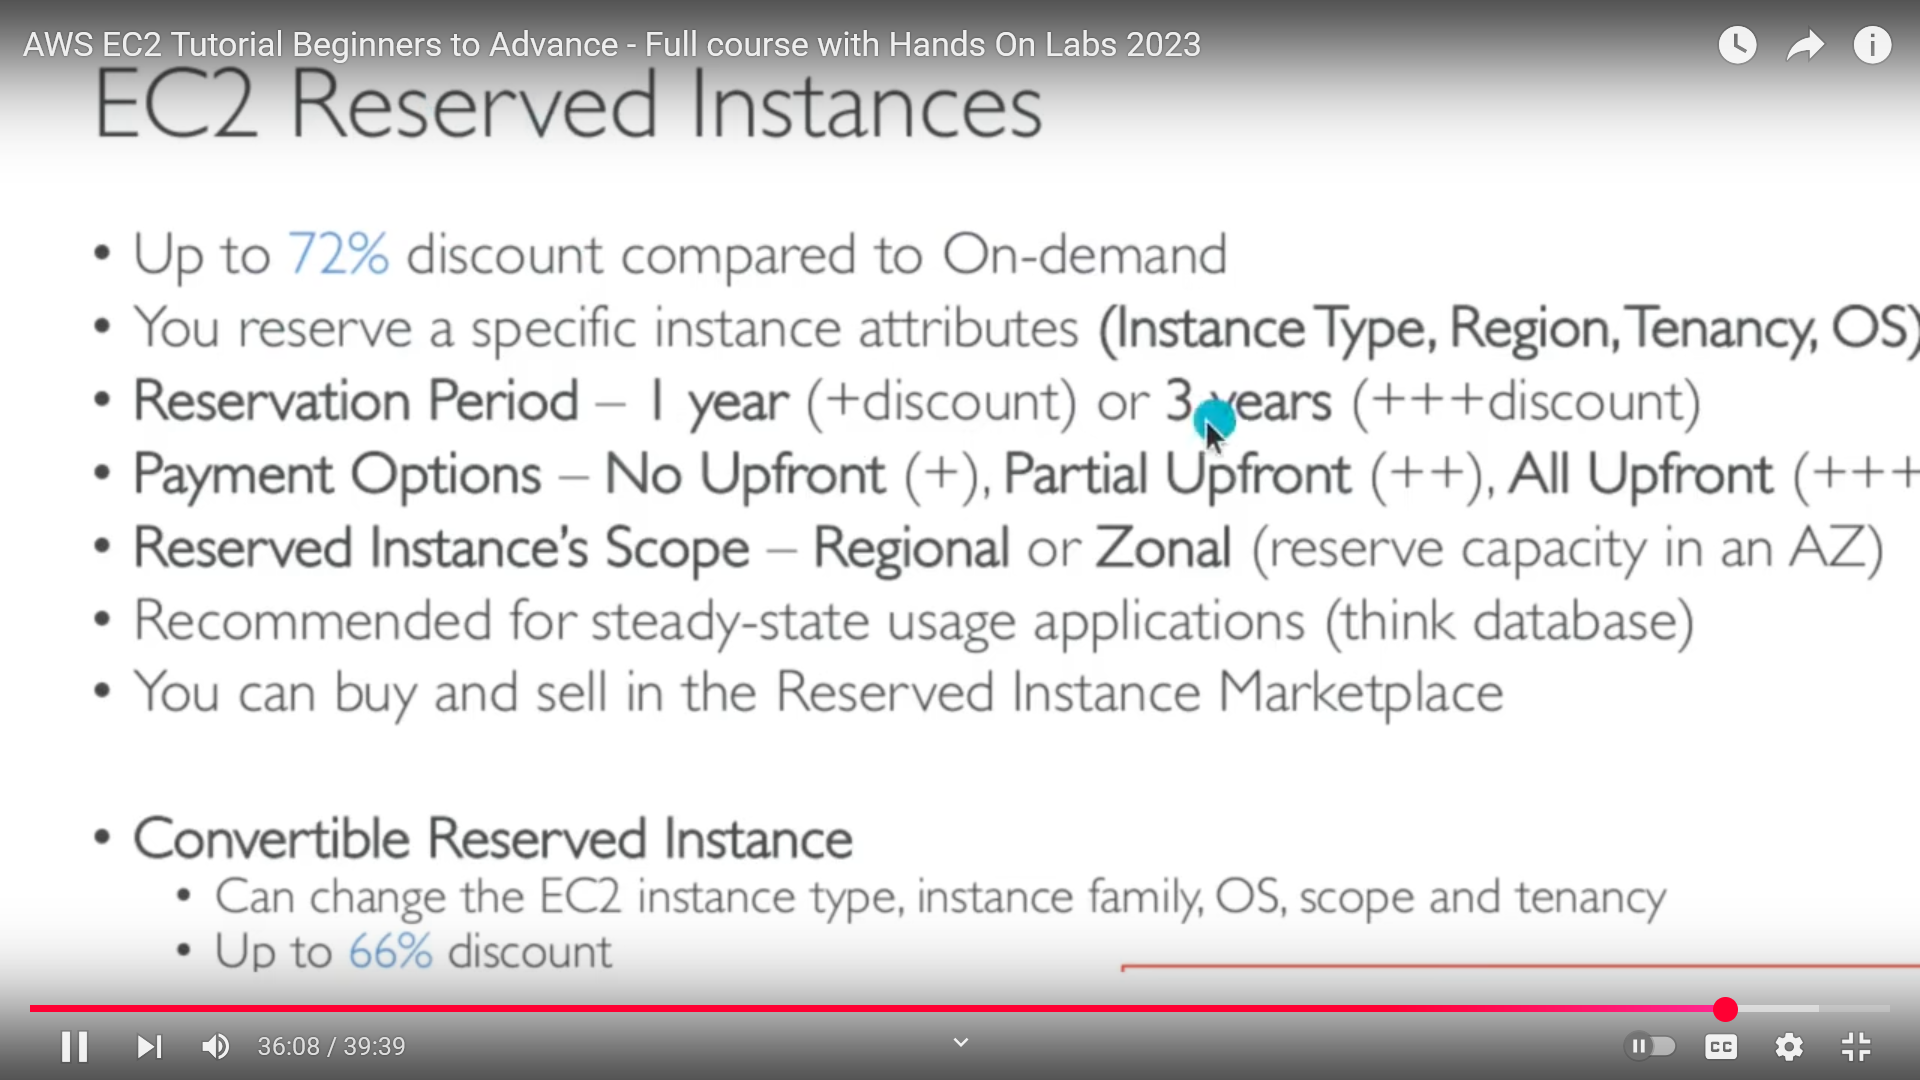 AWS EC2 Tutorial Beginners to Advance - Full course with Hands On Labs 2023
EC2 Reserved Instances
• Up to 72% discount compared to On-demand
• You reserve a specific instance attributes (Instance Type, Region, Tenancy, OS)
• Reservation Period – 1 year (+discount) or 3 years (+++discount)
• Payment Options – No Upfront (+), Partial Upfront (++), All Upfront (+++
• Reserved Instance's Scope – Regional or Zonal (reserve capacity in an AZ)
• Recommended for steady-state usage applications (think database)
• You can buy and sell in the Reserved Instance Marketplace
• Convertible Reserved Instance
• Can change the EC2 instance type, instance family, OS, scope and tenancy
• Up to 66% discount
36:08 / 39:39
CC